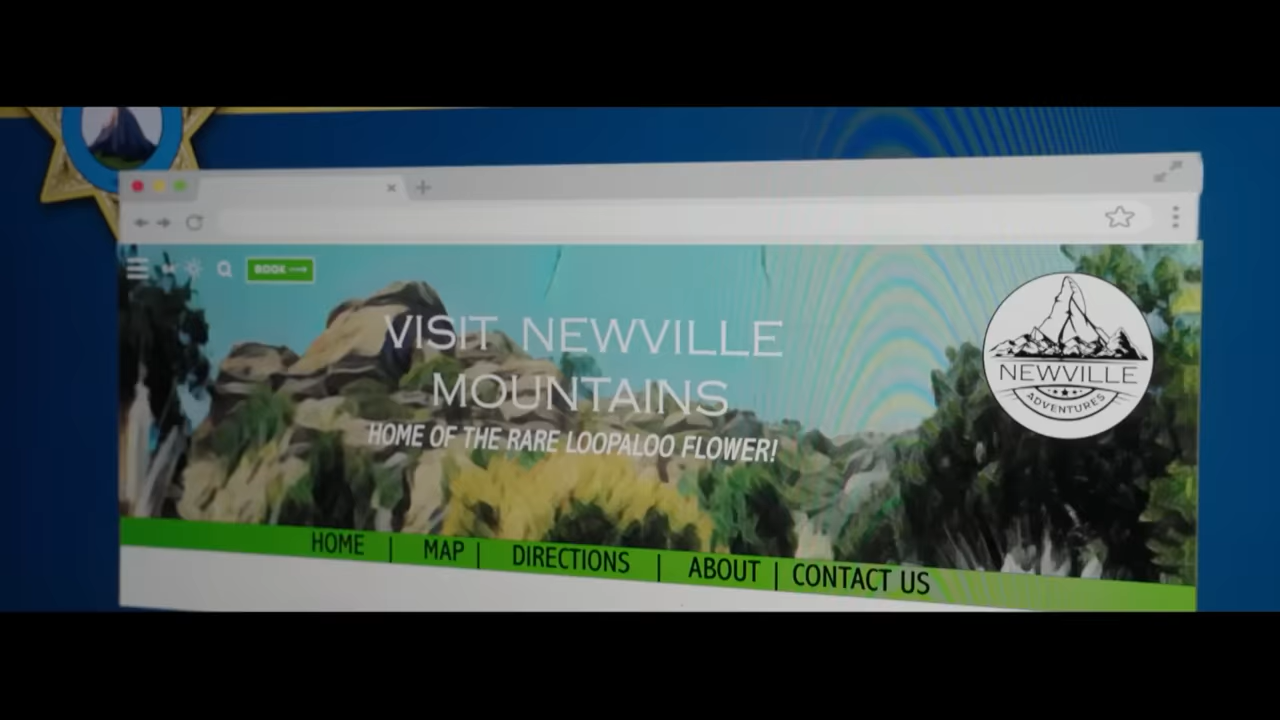 BOOK
VISIT NEWVILLE
MOUNTAINS
HOME OF THE RARE LOOPALOO FLOWER!
NEWVILLE
ADVENTURES
HOME | MAP | DIRECTIONS | ABOUT | CONTACT US